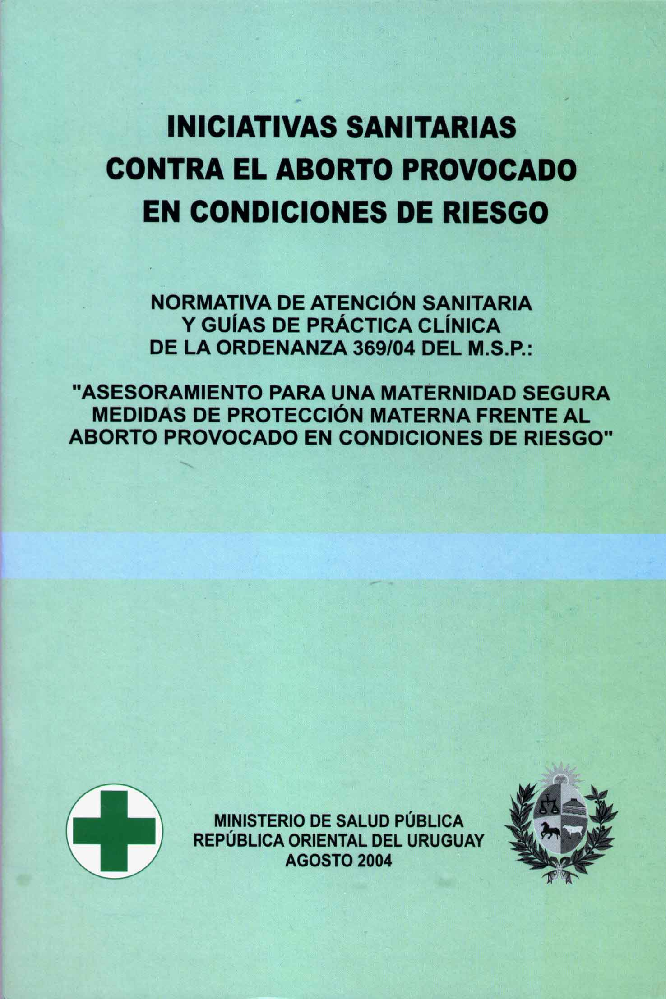 INICIATIVAS SANITARIAS
CONTRA EL ABORTO PROVOCADO
EN CONDICIONES DE RIESGO
NORMATIVA DE ATENCIÓN SANITARIA
Y GUÍAS DE PRÁCTICA CLÍNICA
DE LA ORDENANZA 369/04 DEL M.S.P.:
"ASESORAMIENTO PARA UNA MATERNIDAD SEGURA
MEDIDAS DE PROTECCIÓN MATERNA FRENTE AL
ABORTO PROVOCADO EN CONDICIONES DE RIESGO"
MINISTERIO DE SALUD PÚBLICA
REPÚBLICA ORIENTAL DEL URUGUAY
AGOSTO 2004